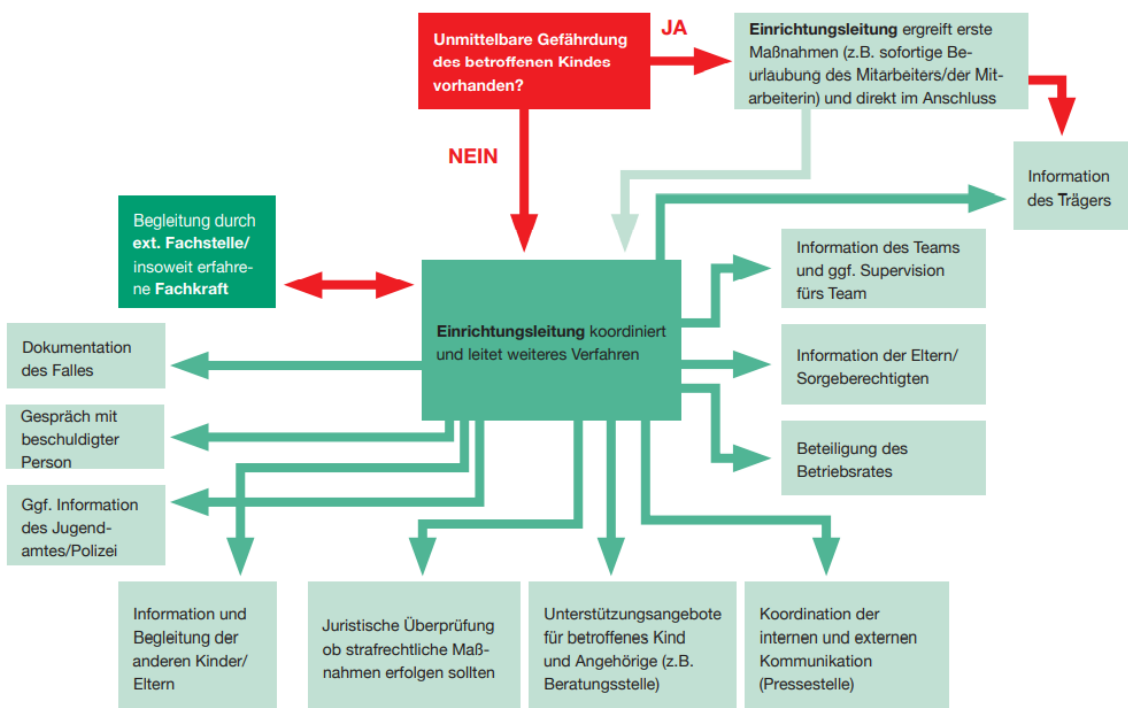 Unmittelbare Gefährdung
des betroffenen Kindes
vorhanden?
JA
Einrichtungsleitung ergreift erste
Maßnahmen (z.B. sofortige Be-
urlaubung des Mitarbeiters/der Mit-
arbeiterin) und direkt im Anschluss
NEIN
Information
des Trägers
Begleitung durch
ext. Fachstelle/
insoweit erfahre-
ne Fachkraft
Information des Teams
und ggf. Supervision
fürs Team
Einrichtungsleitung koordiniert
und leitet weiteres Verfahren
Dokumentation
des Falles
Information der Eltern/
Sorgeberechtigten
Gespräch mit
beschuldigter
Person
Beteiligung des
Betriebsrates
Ggf. Information
des Jugend-
amtes/Polizei
Information und
Begleitung der
anderen Kinder/
Eltern
Juristische Überprüfung
ob strafrechtliche Maß-
nahmen erfolgen sollten
Unterstützungsangebote
für betroffenes Kind
und Angehörige (z.B.
Beratungsstelle)
Koordination der
internen und externen
Kommunikation
(Pressestelle)